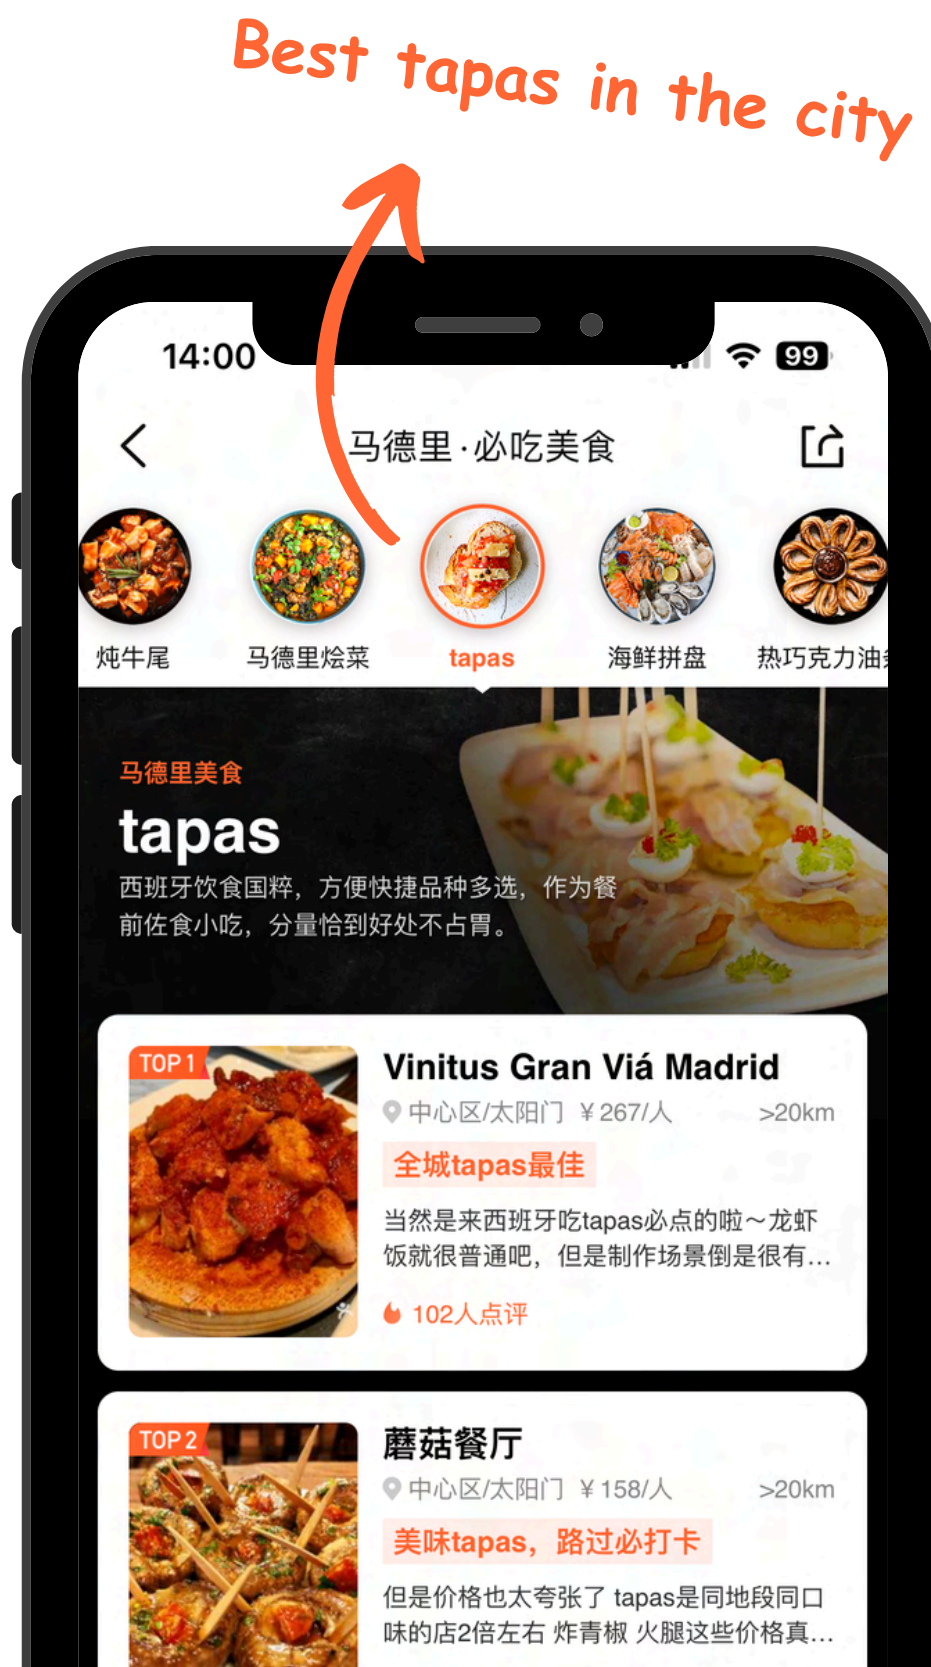 Best tapas in the city
14:00
99
马德里·必吃美食
炖牛尾
马德里烩菜
tapas
海鲜拼盘
热巧克力油条
马德里美食
tapas
西班牙饮食国粹，方便快捷品种多选，作为餐
前佐食小吃，分量恰到好处不占胃。
TOP 1
Vinitus Gran Viá Madrid
中心区/太阳门 ¥267/人 >20km
全城tapas最佳
当然是来西班牙吃tapas必点的啦～龙虾
饭就很普通吧，但是制作场景倒是很有...
102人点评
TOP 2
蘑菇餐厅
中心区/太阳门 ¥158/人 >20km
美味tapas，路过必打卡
但是价格也太夸张了 tapas是同地段同口
味的店2倍左右 炸青椒 火腿这些价格真...